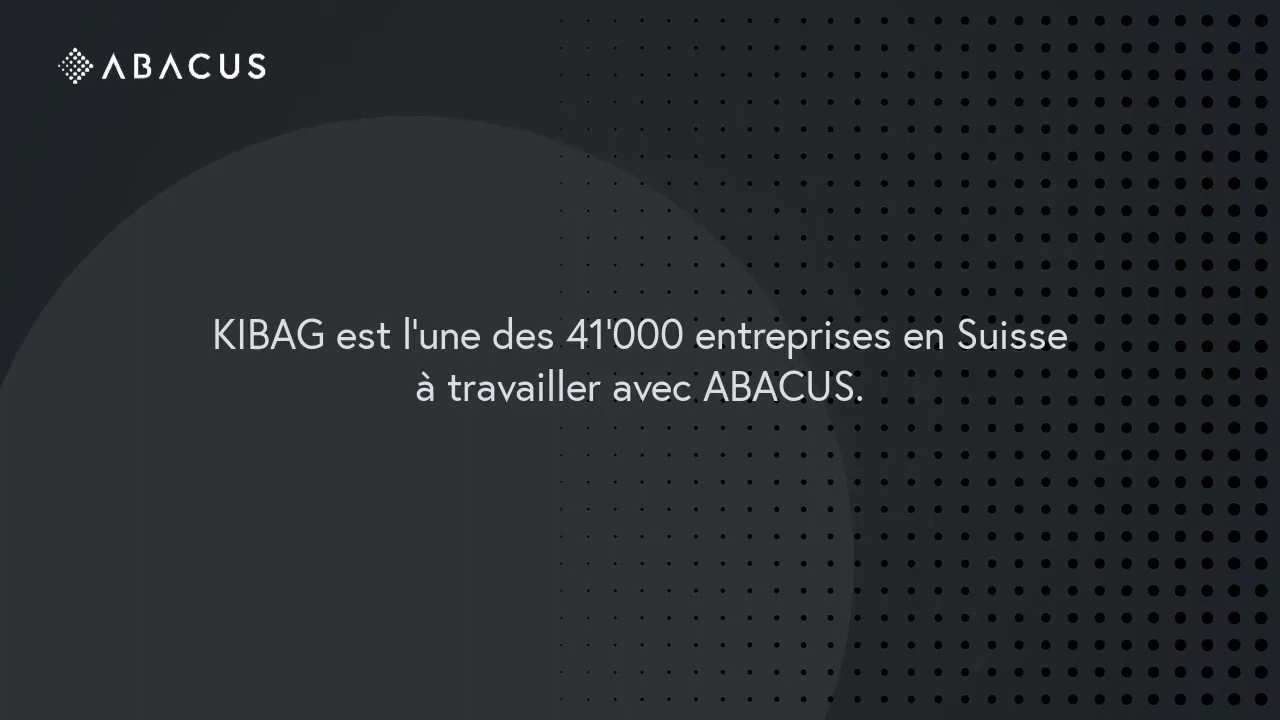 ABACUS
KIBAG est l'une des 41'000 entreprises en Suisse
à travailler avec ABACUS.